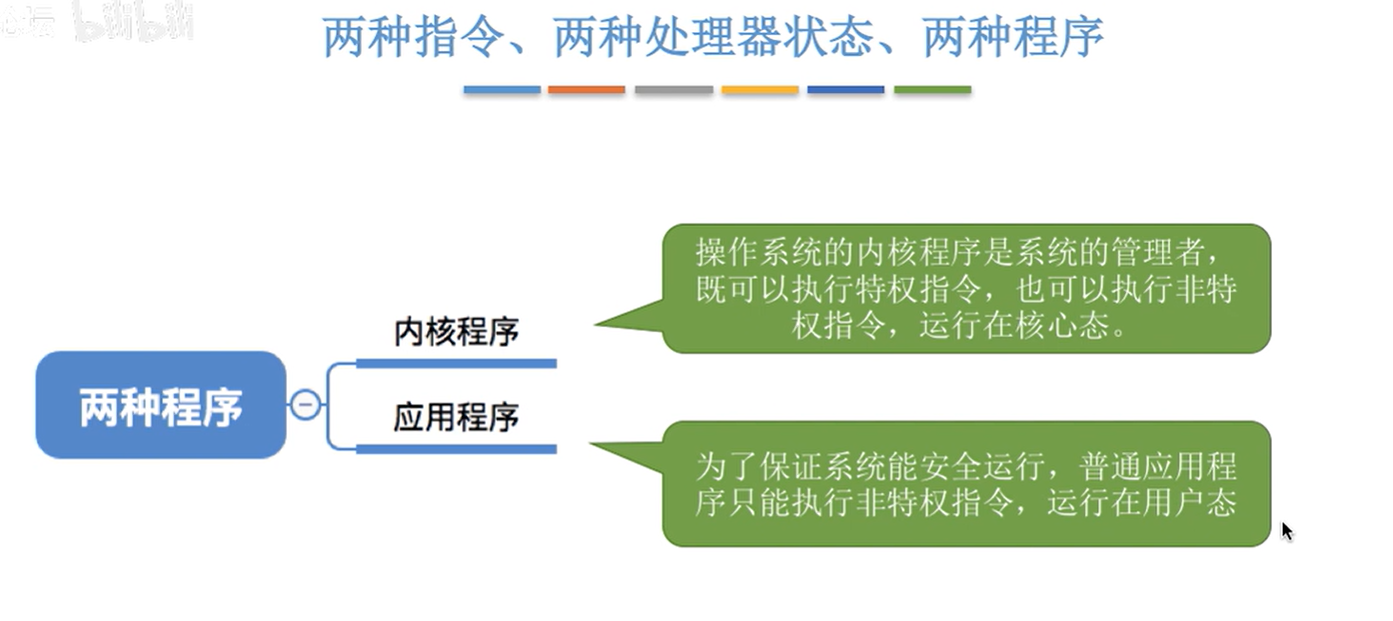 bilibili
两种指令、两种处理器状态、两种程序
操作系统的内核程序是系统的管理者，
既可以执行特权指令，也可以执行非特
权指令，运行在核心态。
内核程序
两种程序
应用程序
为了保证系统能安全运行，普通应用程
序只能执行非特权指令，运行在用户态